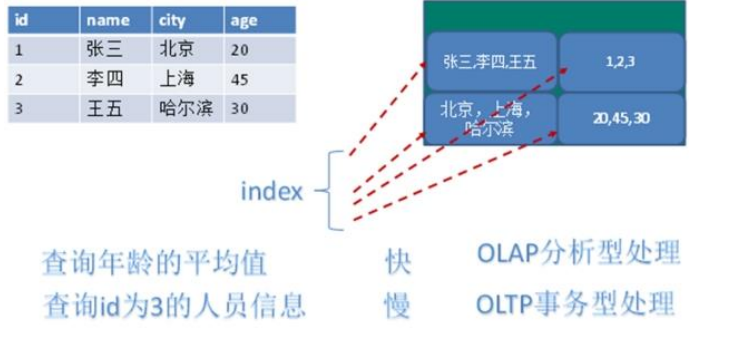 id name city age
1 张三 北京 20
2 李四 上海 45
3 王五 哈尔滨 30
张三,李四,王五
1,2,3
北京，上海，
哈尔滨
20,45,30
index
查询年龄的平均值 快 OLAP分析型处理
查询id为3的人员信息 慢 OLTP事务型处理